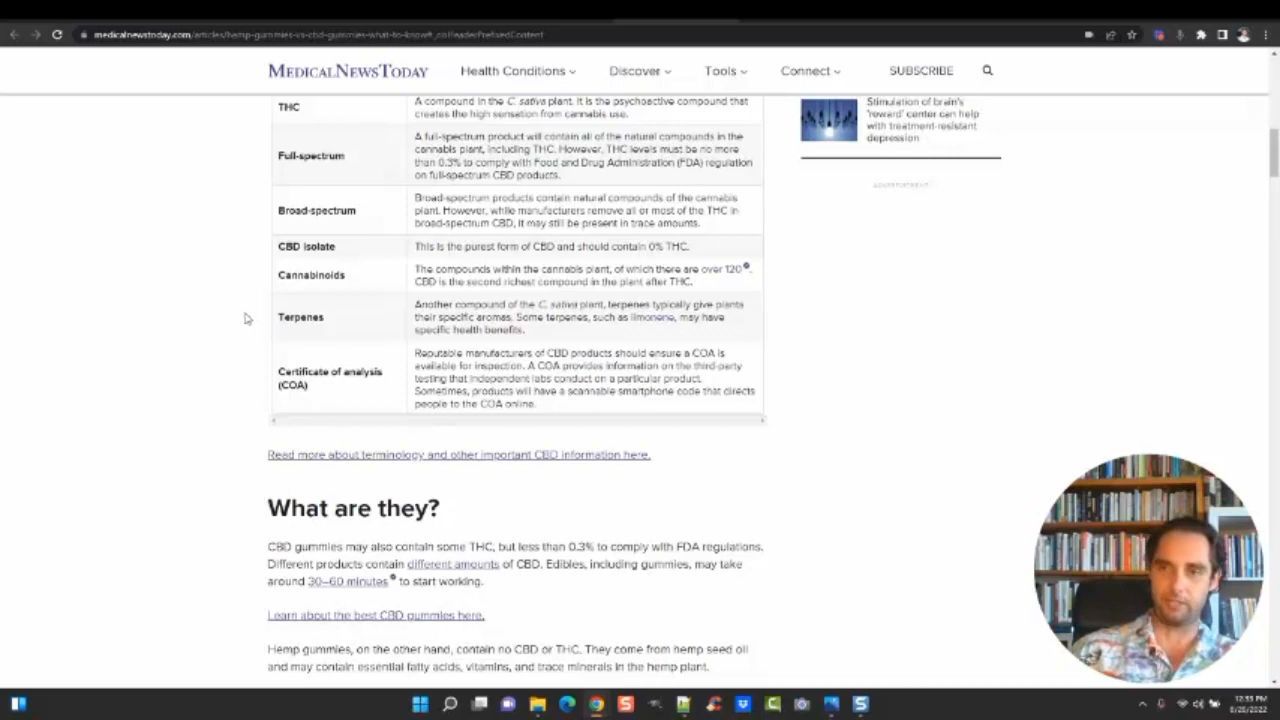 medicalnewstoday.com/articles/hemp-gummies-vs-cbd-gummies-what-to-know#
MEDICALNEWSTODAY
Health Conditions
Discover
Tools
Connect
SUBSCRIBE
THC
A compound in the C. sativa plant. It is the psychoactive compound that
creates the high sensation from cannabis use.
Full-spectrum
A full-spectrum product will contain all of the natural compounds in the
cannabis plant, including THC. However, THC levels must be no more
than 0.3% to comply with Food and Drug Administration (FDA) regulation
on full-spectrum CBD products.
Broad-spectrum
Broad-spectrum products contain natural compounds of the cannabis
plant. However, while manufacturers remove all or most of the THC in
broad-spectrum CBD, it may still be present in trace amounts.
CBD isolate
This is the purest form of CBD and should contain 0% THC.
Cannabinoids
The compounds within the cannabis plant, of which there are over 120.
CBD is the second richest compound in the plant after THC.
Terpenes
Another compound of the C. sativa plant, terpenes typically give plants
their specific aromas. Some terpenes, such as limonene, may have
specific health benefits.
Certificate of analysis
(COA)
Reputable manufacturers of CBD products should ensure a COA is
available for inspection. A COA provides information on the third-party
testing that independent labs conduct on a particular product.
Sometimes, products will have a scannable smartphone code that directs
people to the COA online.
Stimulation of brain's
'reward' center can help
with treatment-resistant
depression
ADVERTISEMENT
Read more about terminology and other important CBD information here.
What are they?
CBD gummies may also contain some THC, but less than 0.3% to comply with FDA regulations.
Different products contain different amounts of CBD. Edibles, including gummies, may take
around 30–60 minutes to start working.
Learn about the best CBD gummies here.
Hemp gummies, on the other hand, contain no CBD or THC. They come from hemp seed oil
and may contain essential fatty acids, vitamins, and trace minerals in the hemp plant.
12:35 PM